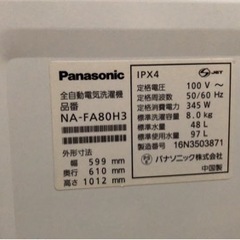 Panasonic
全自動電気洗濯機
品番
NA-FA80H3
外形寸法
幅 599 mm
奥行 610 mm
高さ 1012 mm
IPX4
JET
定格電圧 100 V ～
定格周波数 50/60 Hz
定格消費電力 345 W
標準洗濯容量 8.0 kg
標準水量 48 L
標準使用水量 97 L
製造番号 16N3503871
パナソニック株式会社
中国製